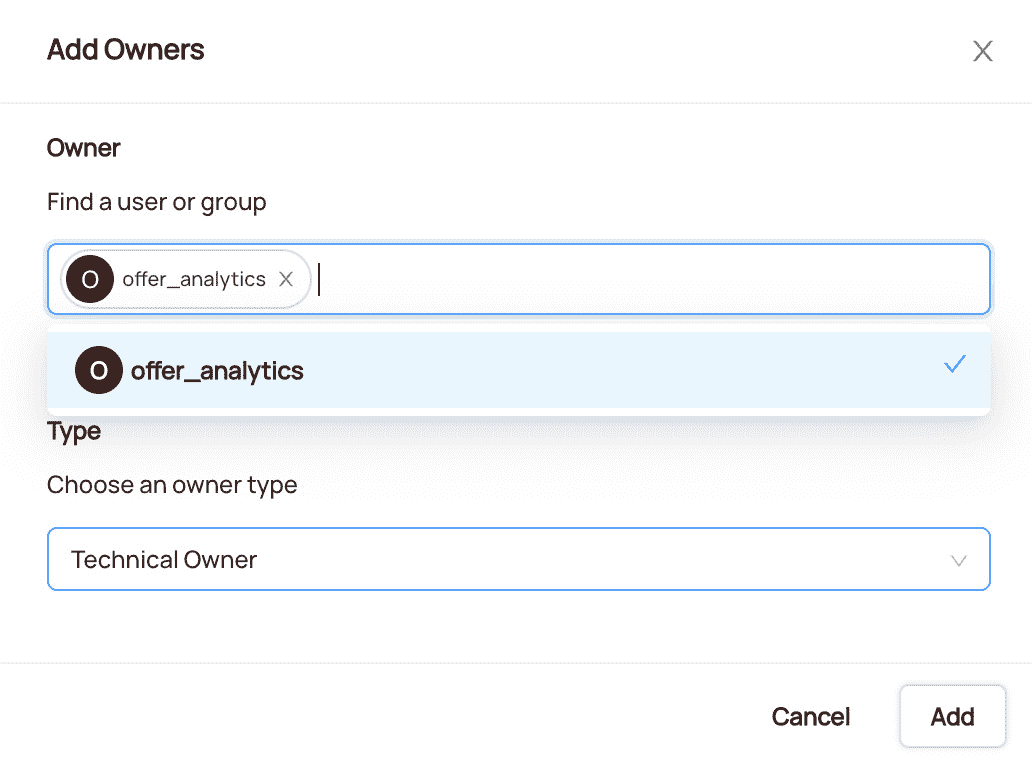 Add Owners
Owner
Find a user or group
O offer_analytics
O offer_analytics
Type
Choose an owner type
Technical Owner
Cancel Add